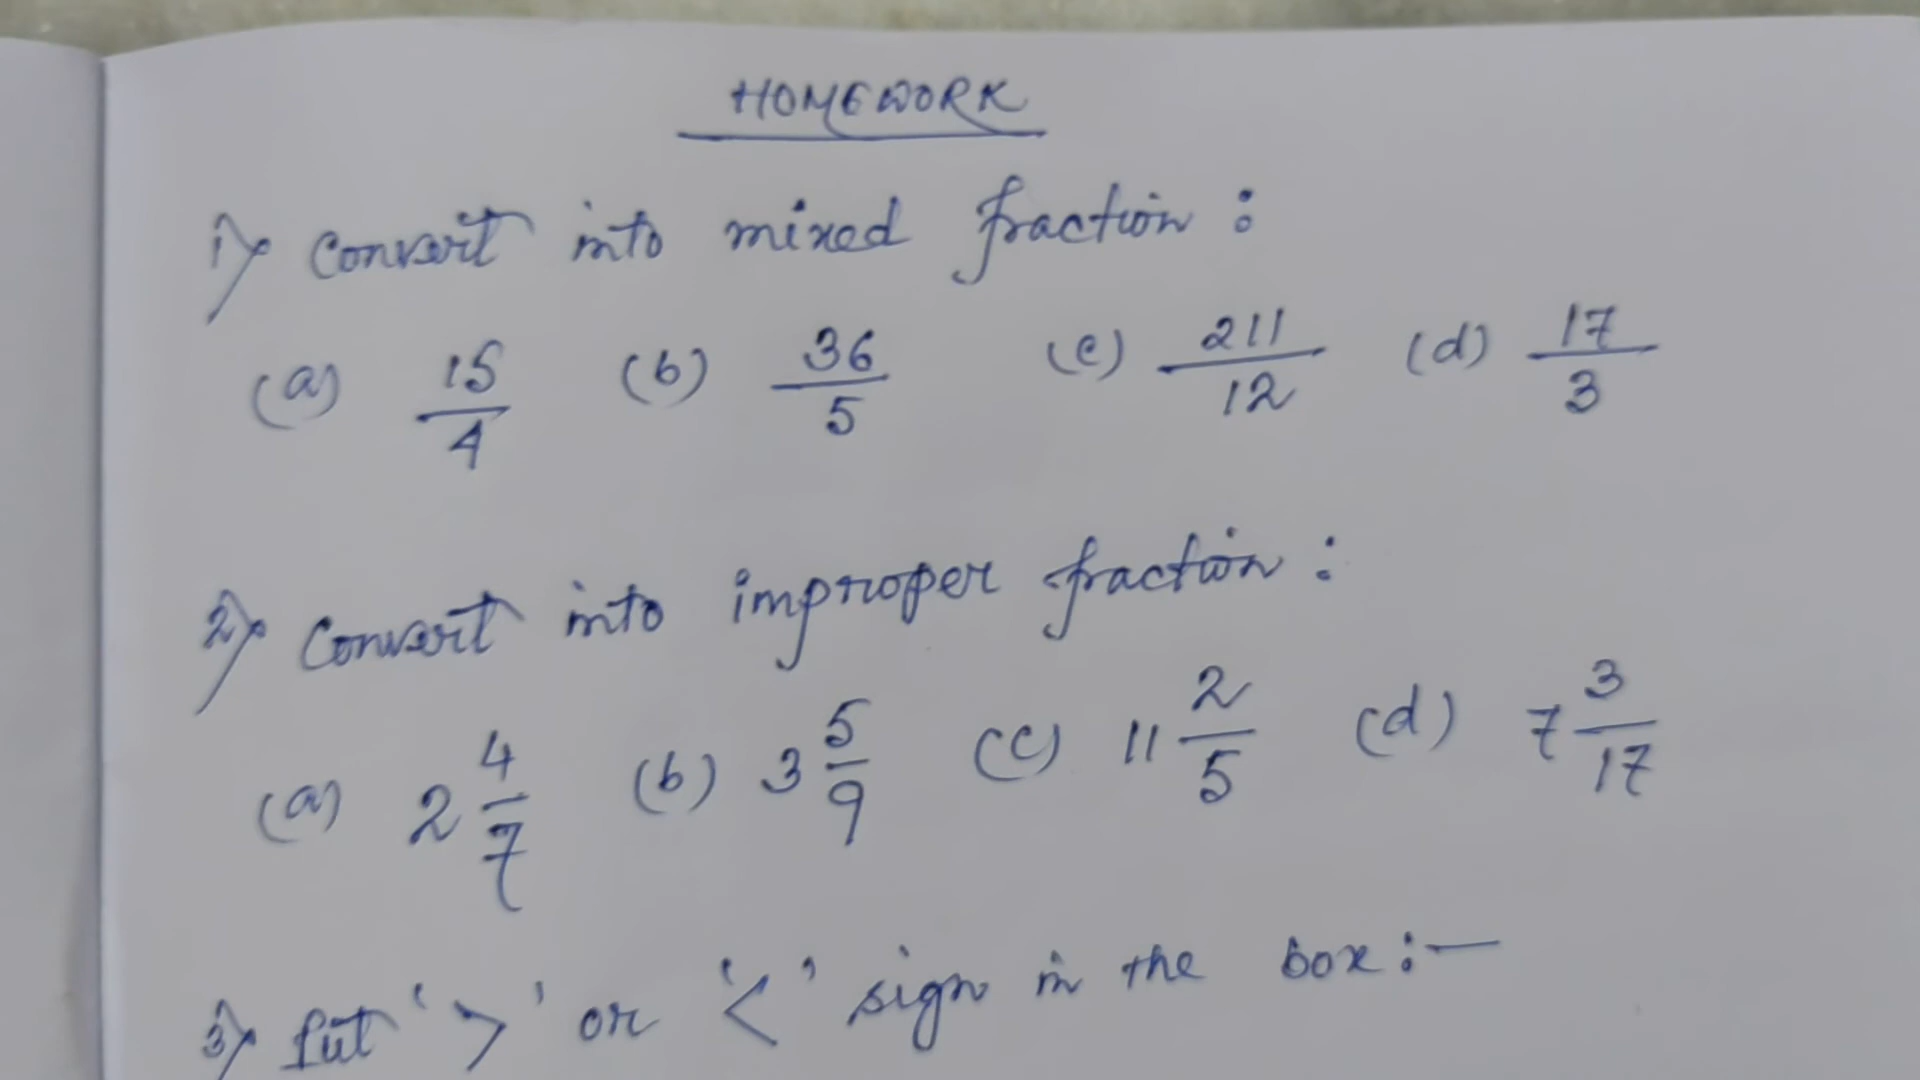 HOMEWORK
1) Convert into mixed fraction :
(a) 15/4 (b) 36/5 (c) 211/12 (d) 17/3
2) Convert into improper fraction :
(a) 2 4/7 (b) 3 5/9 (c) 11 2/5 (d) 7 3/17
3) Put '>' or '<' sign in the box :-